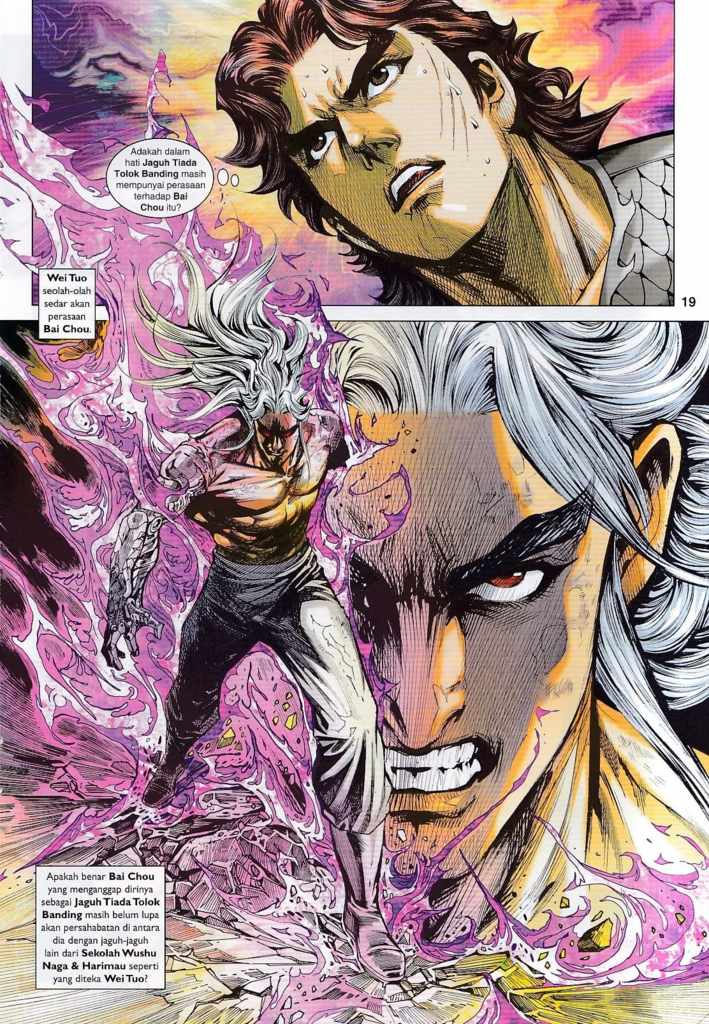 Adakah dalam
hati Jaguh Tiada
Tolok Banding masih
mempunyai perasaan
terhadap Bai
Chou itu?
Wei Tuo
seolah-olah
sedar akan
perasaan
Bai Chou.
19
Apakah benar Bai Chou
yang menganggap dirinya
sebagai Jaguh Tiada Tolok
Banding masih belum lupa
akan persahabatan di antara
dia dengan jaguh-jaguh
lain dari Sekolah Wushu
Naga & Harimau seperti
yang diteka Wei Tuo?